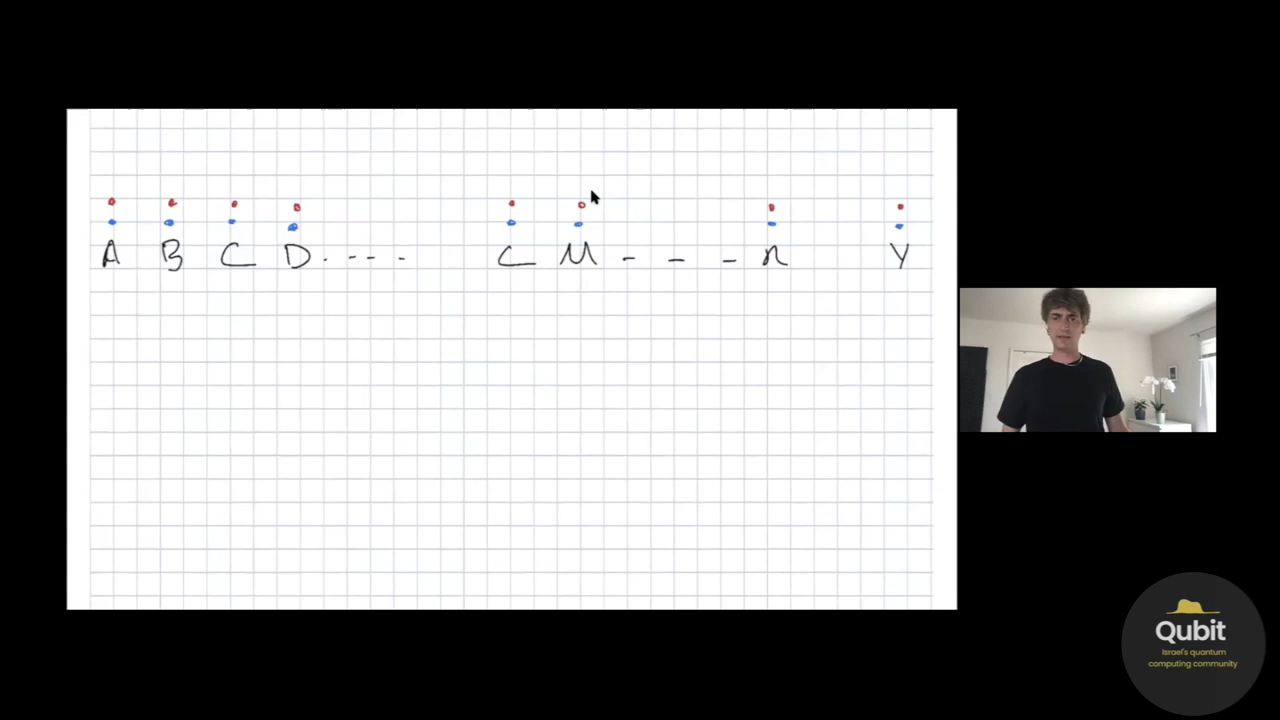 A B C D . - - - C M - - - n Y
Qubit
Israel's quantum
computing community